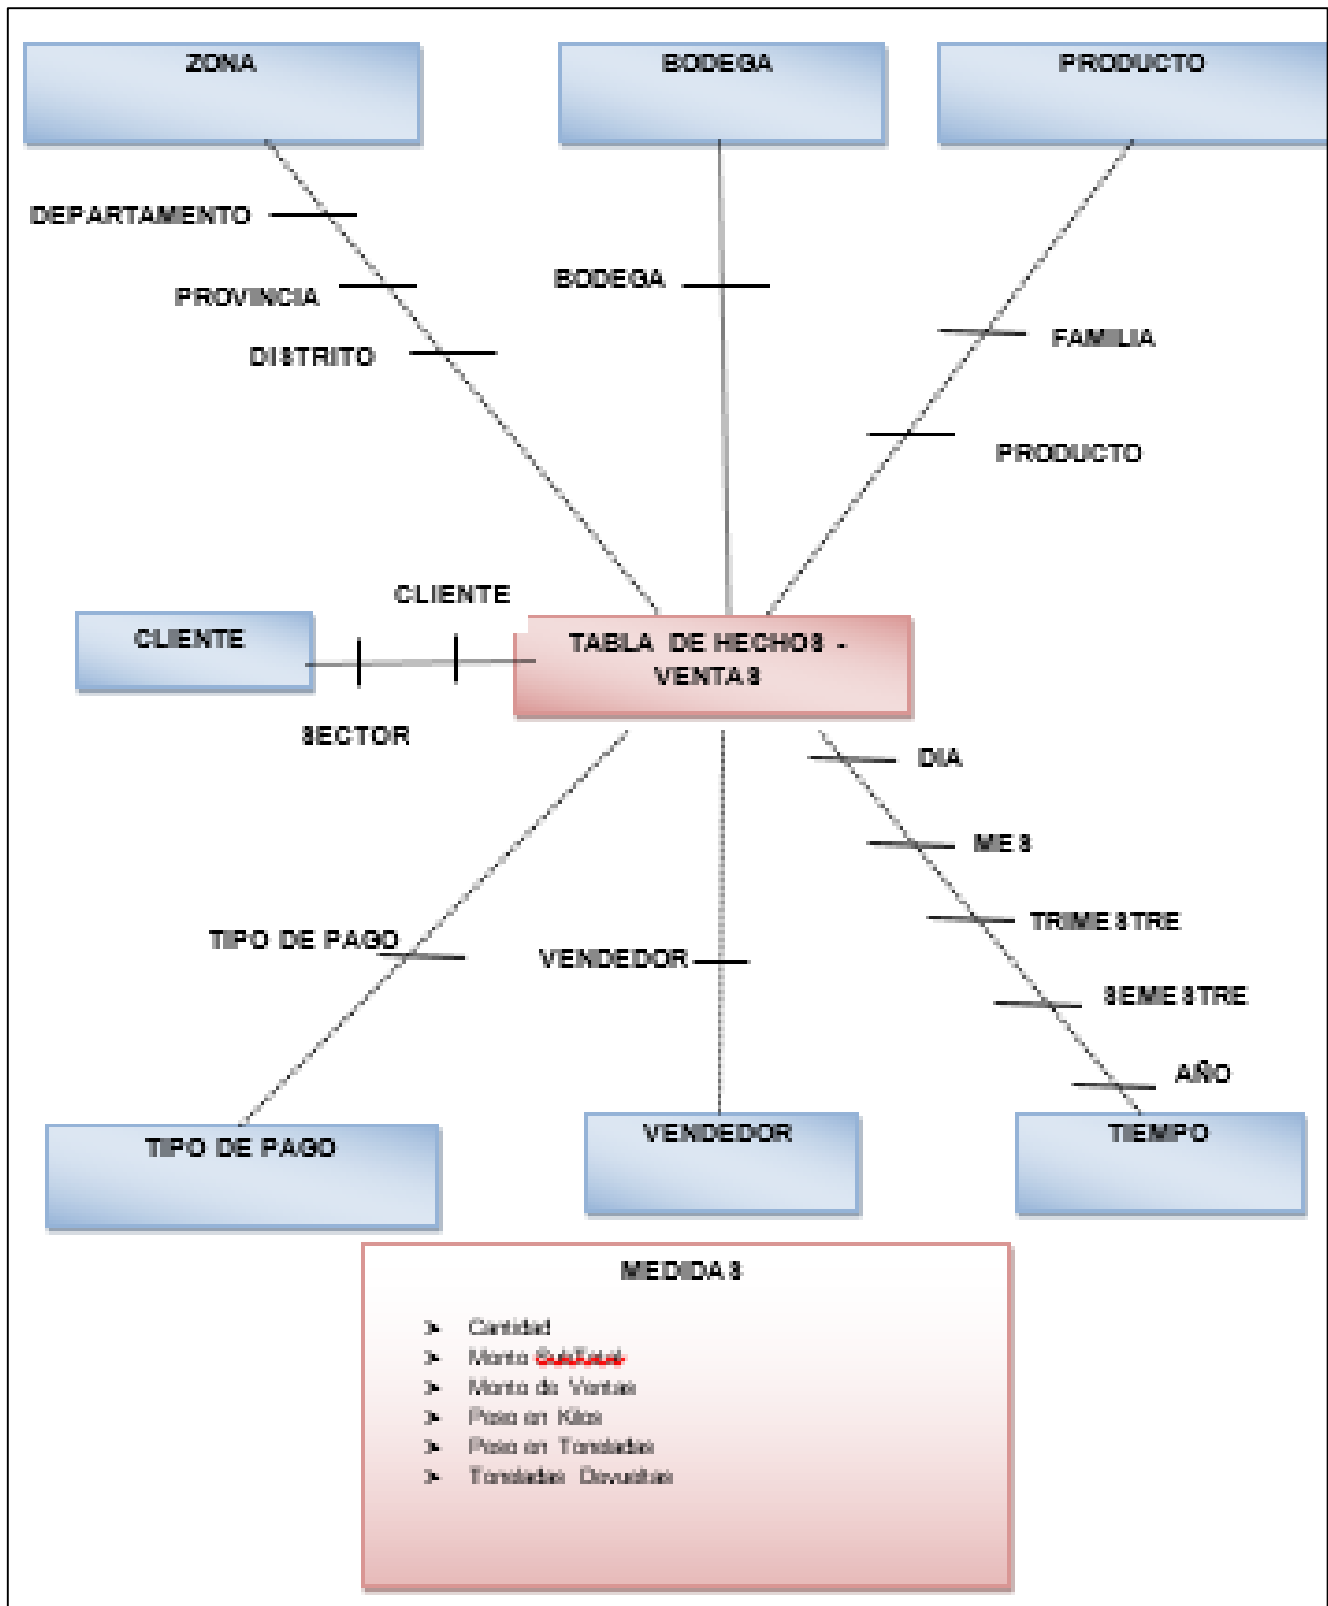 ZONA
BODEGA
PRODUCTO
DEPARTAMENTO
PROVINCIA
DISTRITO
BODEGA
FAMILIA
PRODUCTO
CLIENTE
CLIENTE
SECTOR
TABLA DE HECHOS -
VENTAS
DIA
MES
TRIMESTRE
SEMESTRE
AÑO
TIPO DE PAGO
VENDEDOR
TIPO DE PAGO
VENDEDOR
TIEMPO
MEDIDAS
➤ Cantidad
➤ Monto SubTotal
➤ Monto de Ventas
➤ Peso en Kilos
➤ Peso en Toneladas
➤ Toneladas Devueltas